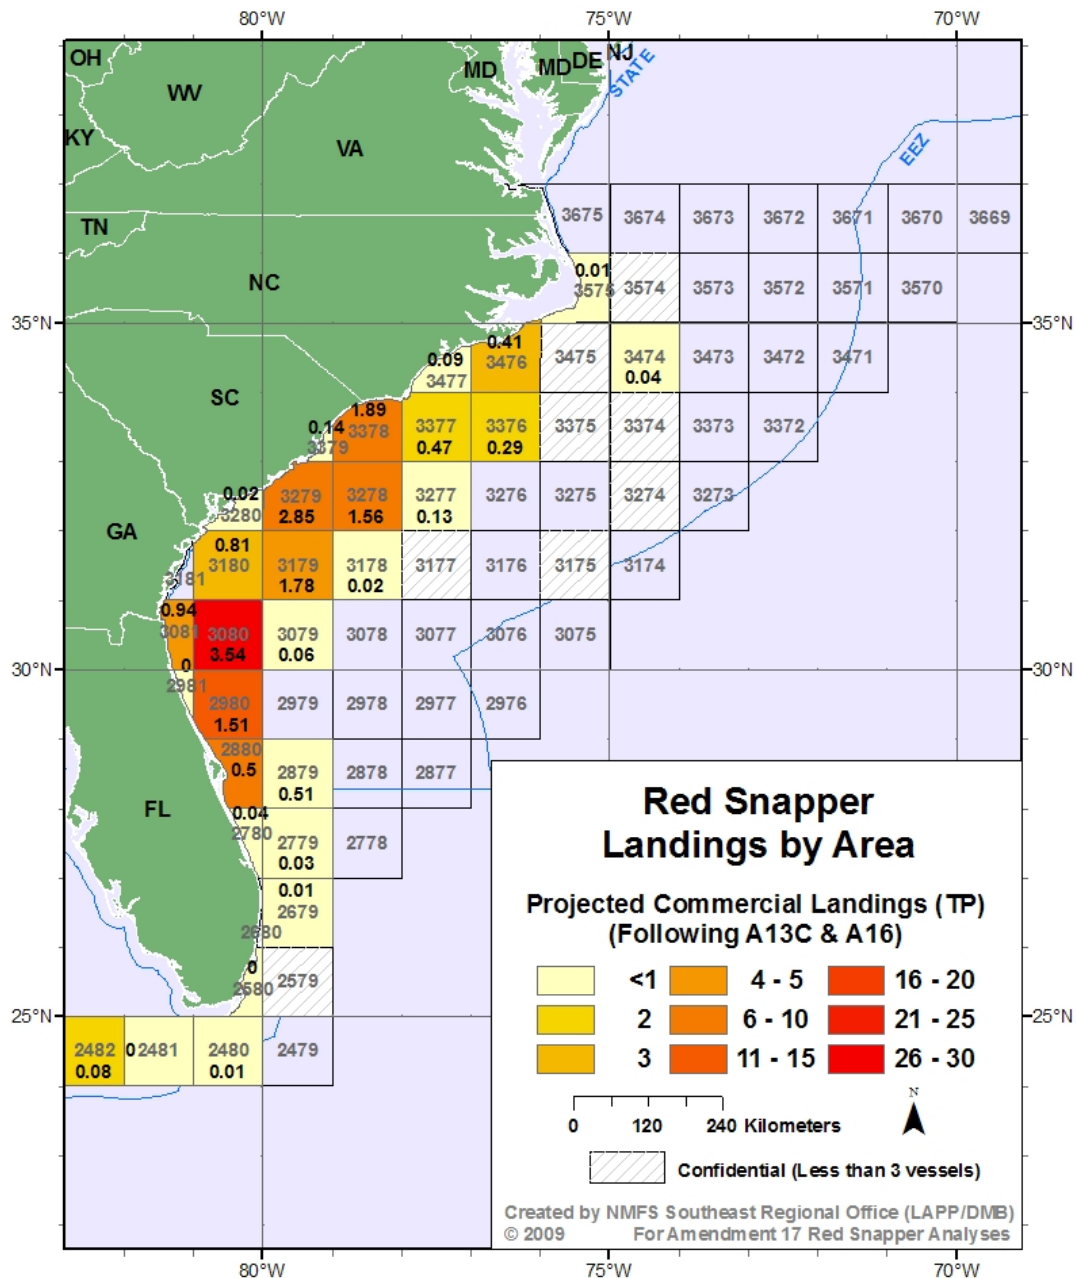 80°W 75°W 70°W
OH
WV
MD
MD
DE
NJ
STATE
KY
VA
EEZ
TN
3675 3674 3673 3672 3671 3670 3669
NC
0.01
3575 3574 3573 3572 3571 3570
35°N 35°N
0.41
0.09 3476 3475 3474 3473 3472 3471
3477 0.04
SC
1.89
0.14 3378 3377 3376 3375 3374 3373 3372
3379 0.47 0.29
0.02 3279 3278 3277 3276 3275 3274 3273
3280 2.85 1.56 0.13
GA
0.81
3181 3180 3179 3178 3177 3176 3175 3174
1.78 0.02
0.94
3081 3080 3079 3078 3077 3076 3075
3.54 0.06
30°N 0 30°N
2981 2980 2979 2978 2977 2976
1.51
2880
0.5 2879 2878 2877
0.51
FL
0.04
2780 2779 2778
0.03
0.01
2679
2680
0
2580 2579
25°N 25°N
2482 0 2481 2480 2479
0.08 0.01
Red Snapper
Landings by Area
Projected Commercial Landings (TP)
(Following A13C & A16)
<1 4 - 5 16 - 20
2 6 - 10 21 - 25
3 11 - 15 26 - 30
N
0 120 240 Kilometers
Confidential (Less than 3 vessels)
Created by NMFS Southeast Regional Office (LAPP/DMB)
© 2009 For Amendment 17 Red Snapper Analyses
80°W 75°W 70°W